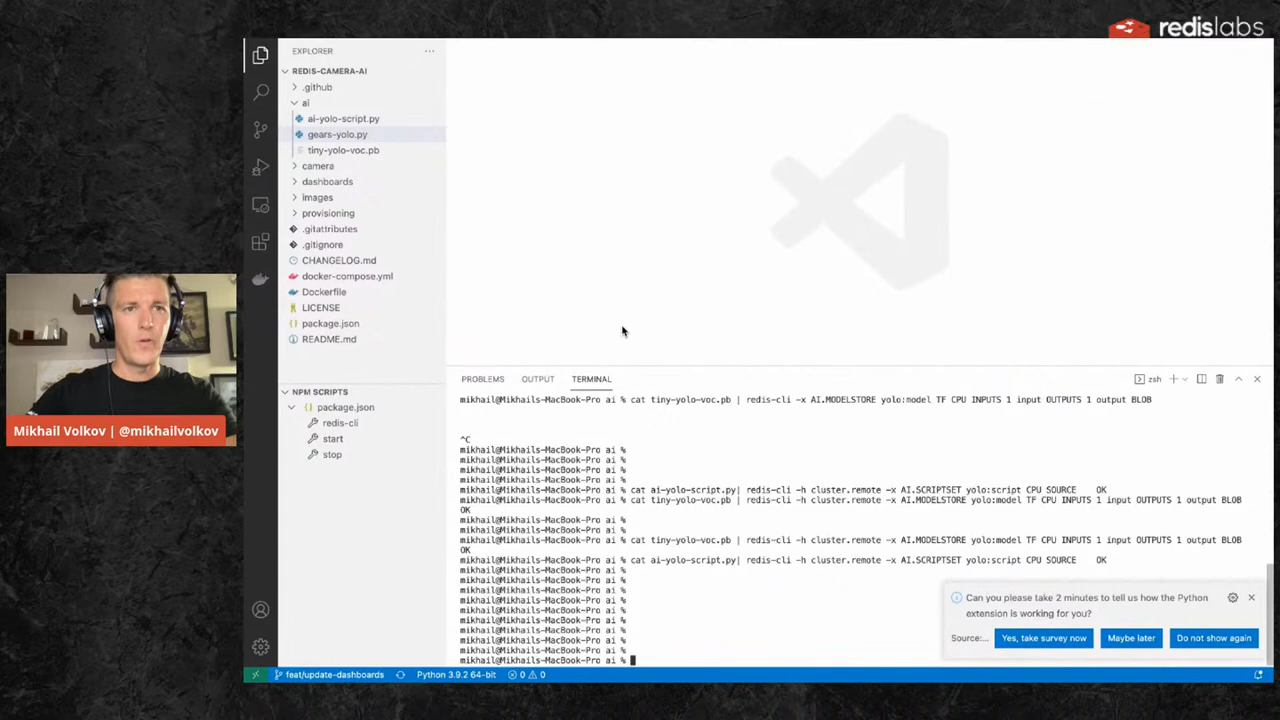 redislabs
EXPLORER
REDIS-CAMERA-AI
.github
ai
ai-yolo-script.py
gears-yolo.py
tiny-yolo-voc.pb
camera
dashboards
images
provisioning
.gitattributes
.gitignore
CHANGELOG.md
docker-compose.yml
Dockerfile
LICENSE
package.json
README.md
NPM SCRIPTS
package.json
redis-cli
start
stop
Mikhail Volkov | @mikhailvolkov
PROBLEMS OUTPUT TERMINAL
zsh
mikhail@Mikhails-MacBook-Pro ai % cat tiny-yolo-voc.pb | redis-cli -x AI.MODELSTORE yolo:model TF CPU INPUTS 1 input OUTPUTS 1 output BLOB
^C
mikhail@Mikhails-MacBook-Pro ai %
mikhail@Mikhails-MacBook-Pro ai %
mikhail@Mikhails-MacBook-Pro ai %
mikhail@Mikhails-MacBook-Pro ai %
mikhail@Mikhails-MacBook-Pro ai % cat ai-yolo-script.py| redis-cli -h cluster.remote -x AI.SCRIPTSET yolo:script CPU SOURCE OK
mikhail@Mikhails-MacBook-Pro ai % cat tiny-yolo-voc.pb | redis-cli -h cluster.remote -x AI.MODELSTORE yolo:model TF CPU INPUTS 1 input OUTPUTS 1 output BLOB
OK
mikhail@Mikhails-MacBook-Pro ai %
mikhail@Mikhails-MacBook-Pro ai %
mikhail@Mikhails-MacBook-Pro ai % cat tiny-yolo-voc.pb | redis-cli -h cluster.remote -x AI.MODELSTORE yolo:model TF CPU INPUTS 1 input OUTPUTS 1 output BLOB
OK
mikhail@Mikhails-MacBook-Pro ai % cat ai-yolo-script.py| redis-cli -h cluster.remote -x AI.SCRIPTSET yolo:script CPU SOURCE OK
mikhail@Mikhails-MacBook-Pro ai %
mikhail@Mikhails-MacBook-Pro ai %
mikhail@Mikhails-MacBook-Pro ai %
mikhail@Mikhails-MacBook-Pro ai %
mikhail@Mikhails-MacBook-Pro ai %
mikhail@Mikhails-MacBook-Pro ai %
mikhail@Mikhails-MacBook-Pro ai %
mikhail@Mikhails-MacBook-Pro ai %
mikhail@Mikhails-MacBook-Pro ai %
mikhail@Mikhails-MacBook-Pro ai %
Can you please take 2 minutes to tell us how the Python
extension is working for you?
Source:... Yes, take survey now Maybe later Do not show again
feat/update-dashboards Python 3.9.2 64-bit 0 0